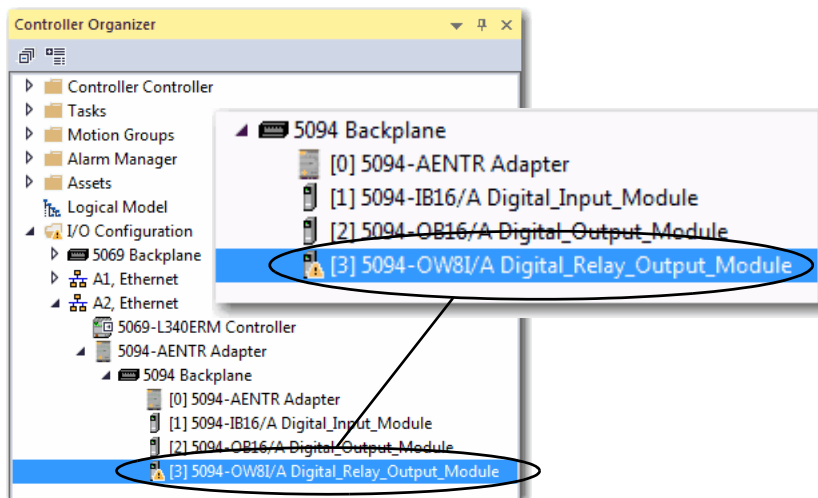 Controller Organizer
Controller Controller
Tasks
Motion Groups
Alarm Manager
Assets
Logical Model
I/O Configuration
5069 Backplane
A1, Ethernet
A2, Ethernet
5069-L340ERM Controller
5094-AENTR Adapter
5094 Backplane
[0] 5094-AENTR Adapter
[1] 5094-IB16/A Digital_Input_Module
[2] 5094-OB16/A Digital_Output_Module
[3] 5094-OW8I/A Digital_Relay_Output_Module
5094 Backplane
[0] 5094-AENTR Adapter
[1] 5094-IB16/A Digital_Input_Module
[2] 5094-OB16/A Digital_Output_Module
[3] 5094-OW8I/A Digital_Relay_Output_Module